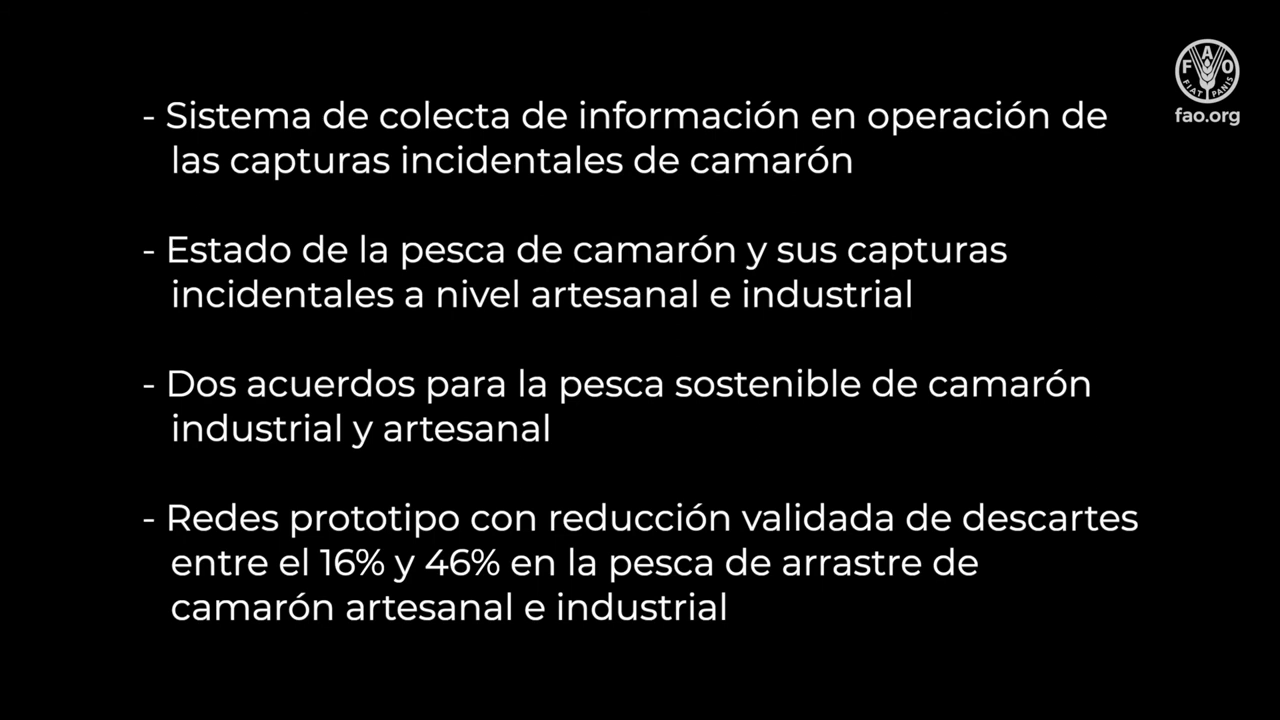 - Sistema de colecta de información en operación de
las capturas incidentales de camarón
- Estado de la pesca de camarón y sus capturas
incidentales a nivel artesanal e industrial
- Dos acuerdos para la pesca sostenible de camarón
industrial y artesanal
- Redes prototipo con reducción validada de descartes
entre el 16% y 46% en la pesca de arrastre de
camarón artesanal e industrial
F A O
FIAT PANIS
fao.org